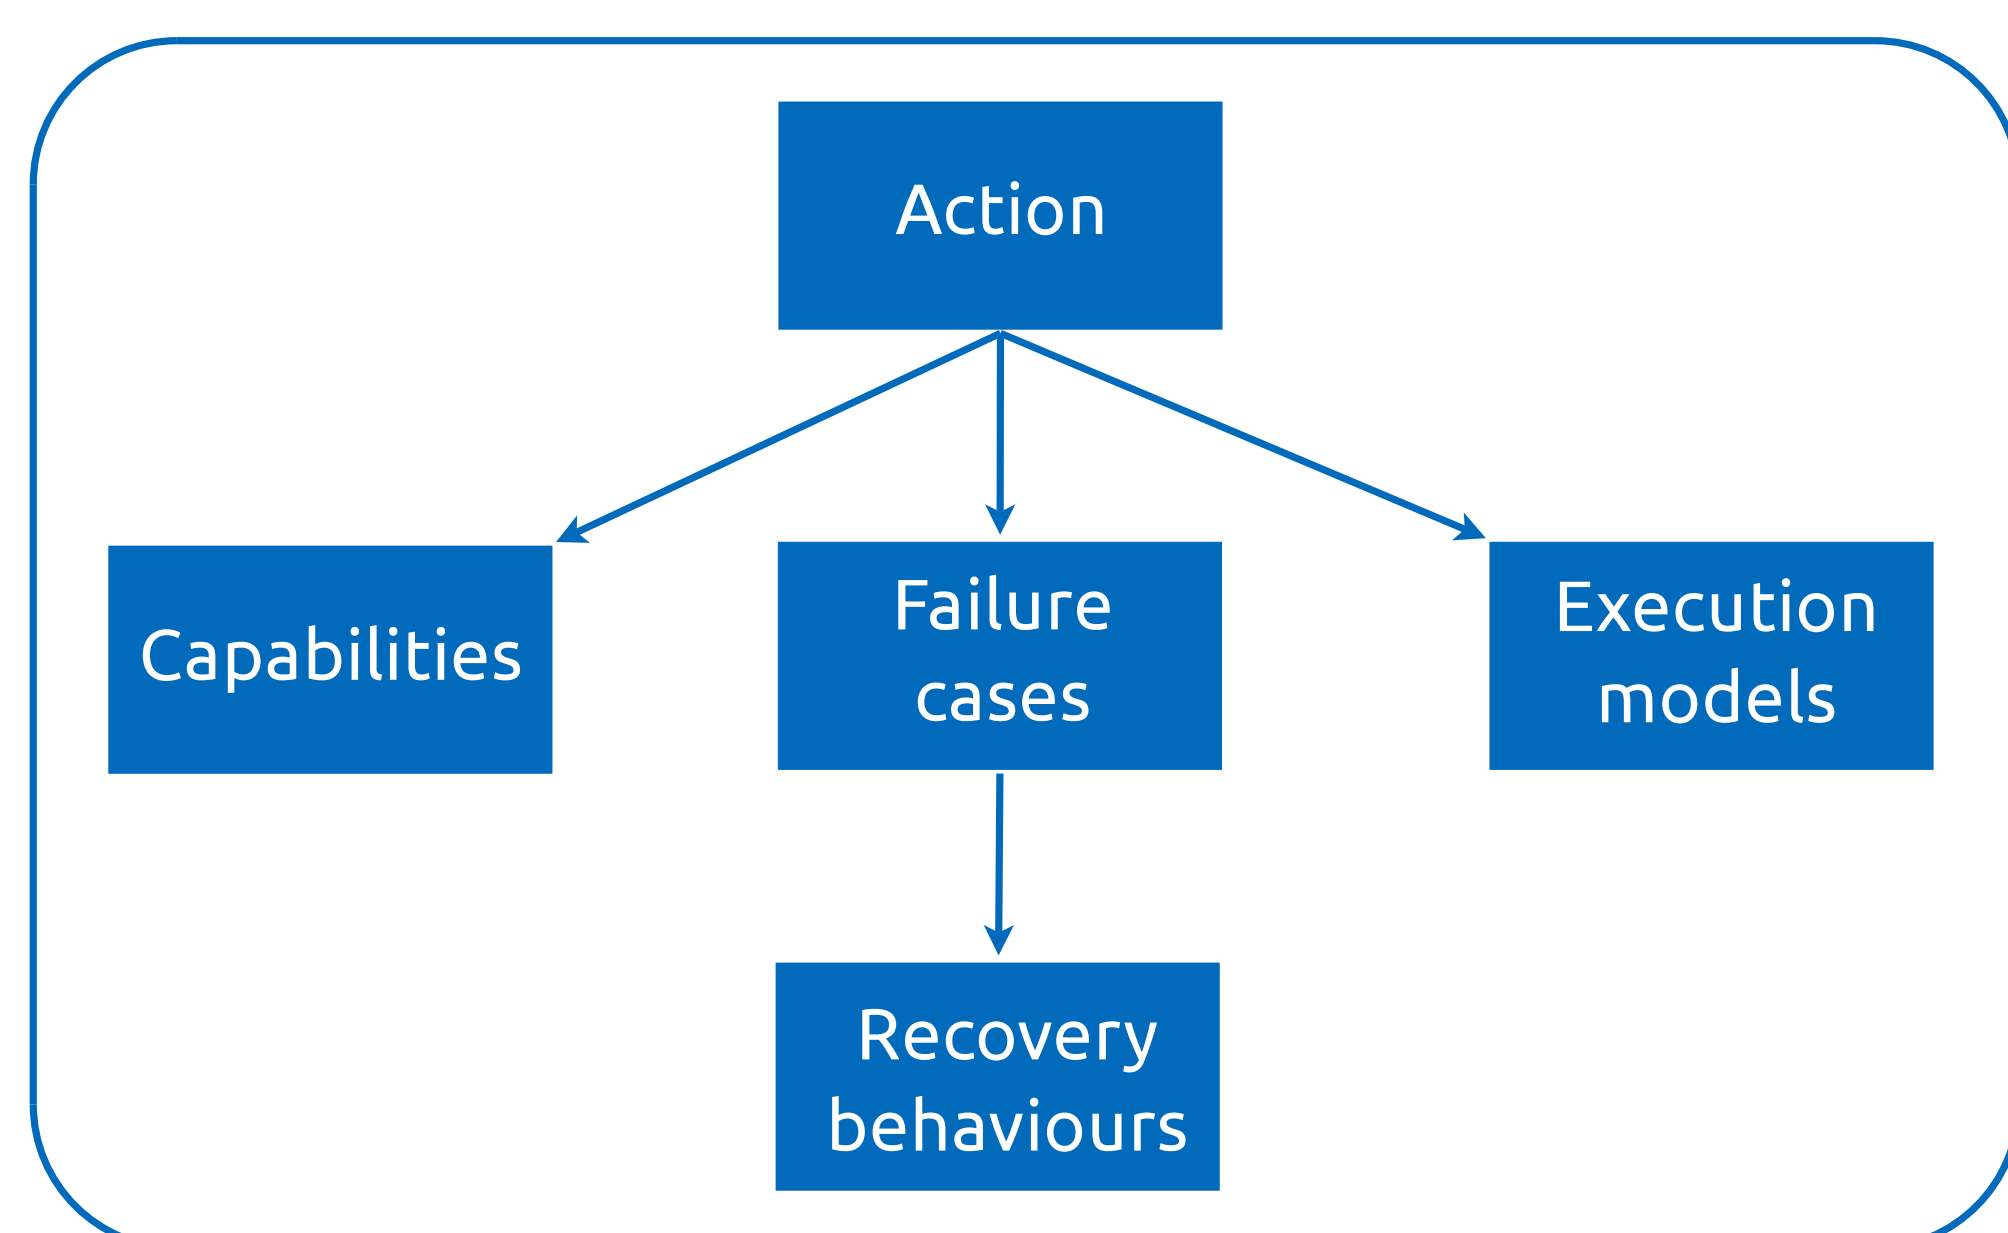 Action
Capabilities
Failure
cases
Execution
models
Recovery
behaviours